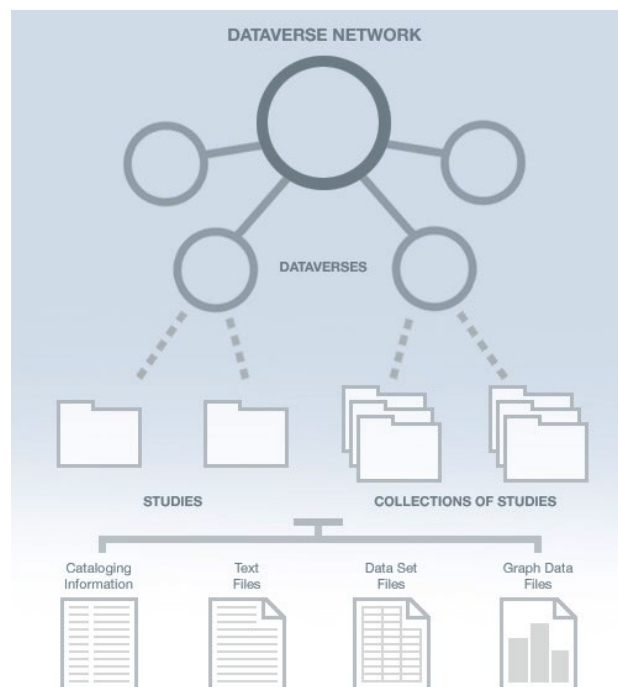 DATAVERSE NETWORK
DATAVERSES
STUDIES
COLLECTIONS OF STUDIES
Cataloging
Information
Text
Files
Data Set
Files
Graph Data
Files